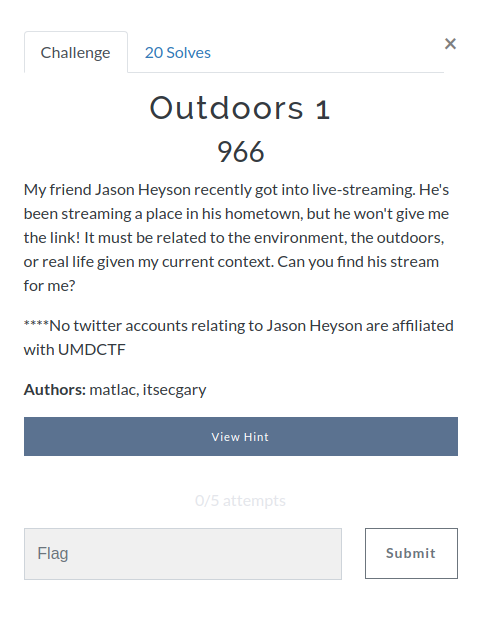 Challenge
20 Solves
×
Outdoors 1
966
My friend Jason Heyson recently got into live-streaming. He's
been streaming a place in his hometown, but he won't give me
the link! It must be related to the environment, the outdoors,
or real life given my current context. Can you find his stream
for me?
****No twitter accounts relating to Jason Heyson are affiliated
with UMDCTF
Authors: matlac, itsecgary
View Hint
0/5 attempts
Flag
Submit